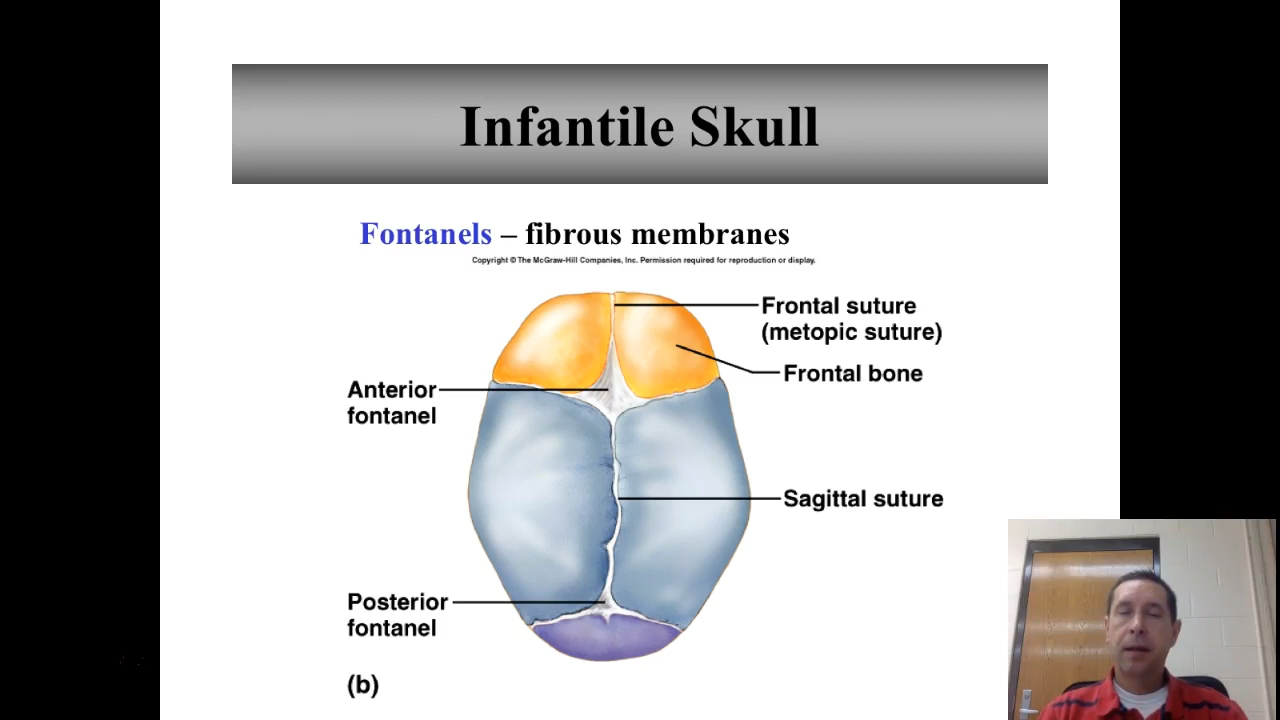 Infantile Skull
Fontanels – fibrous membranes
Copyright © The McGraw-Hill Companies, Inc. Permission required for reproduction or display.
Frontal suture
(metopic suture)
Frontal bone
Anterior
fontanel
Sagittal suture
Posterior
fontanel
(b)